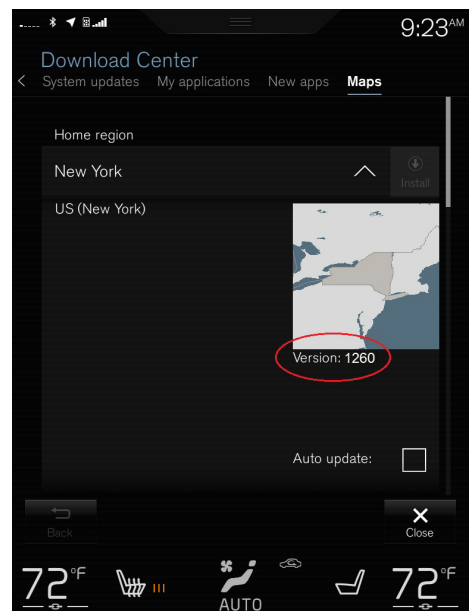 9:23AM
Download Center
System updates My applications New apps Maps
Home region
New York
Install
US (New York)
Version: 1260
Auto update:
Back
Close
72°F
AUTO
72°F